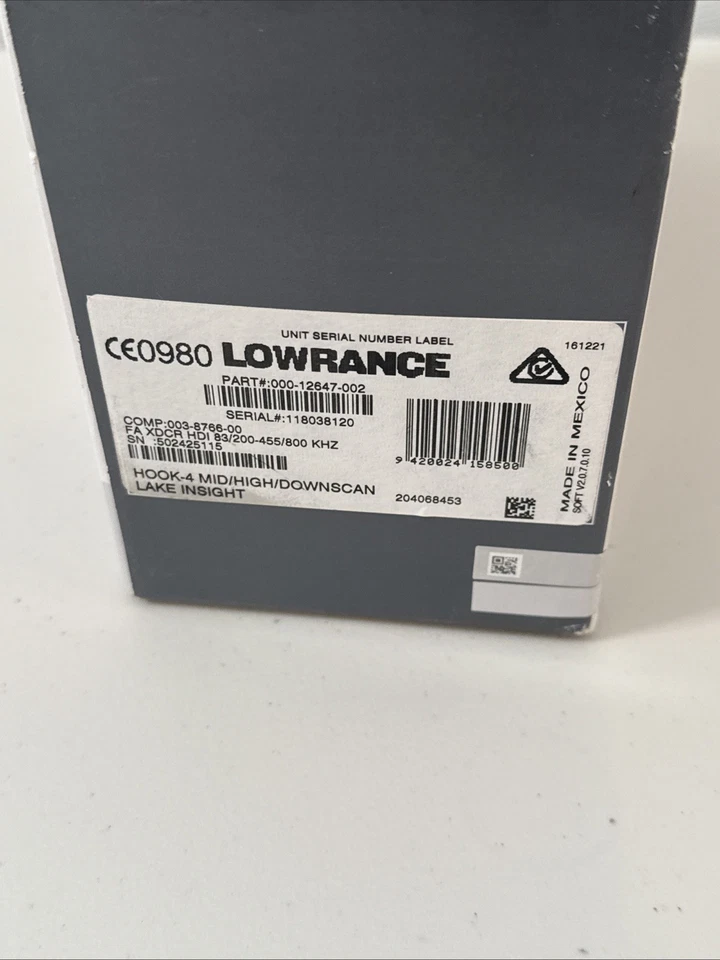 UNIT SERIAL NUMBER LABEL
161221
CE0980 LOWRANCE
PART#:000-12647-002
SERIAL#:118038120
COMP:003-8766-00
FA XDCR HDI 83/200-455/800 KHZ
SN :502425115
HOOK-4 MID/HIGH/DOWNSCAN
LAKE INSIGHT
9 420024 158500
204068453
MADE IN MEXICO
SOFT V2.0.7.0.10